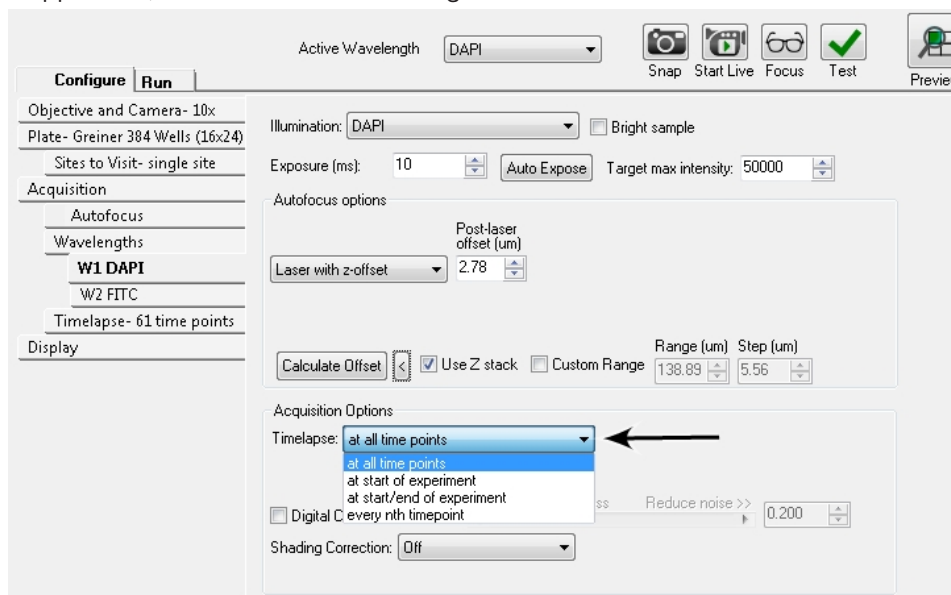 Active Wavelength DAPI
Snap Start Live Focus Test
Configure Run
Objective and Camera- 10x
Plate- Greiner 384 Wells (16x24)
Sites to Visit- single site
Acquisition
Autofocus
Wavelengths
W1 DAPI
W2 FITC
Timelapse- 61 time points
Display
Illumination: DAPI Bright sample
Exposure (ms): 10 Auto Expose Target max intensity: 50000
Autofocus options
Post-laser
offset (um)
Laser with z-offset 2.78
Range (um) Step (um)
Calculate Offset < Use Z stack Custom Range 138.89 5.56
Acquisition Options
Timelapse: at all time points
at all time points
at start of experiment
at start/end of experiment
every nth timepoint
Digital C ss Reduce noise >> 0.200
Shading Correction: Off